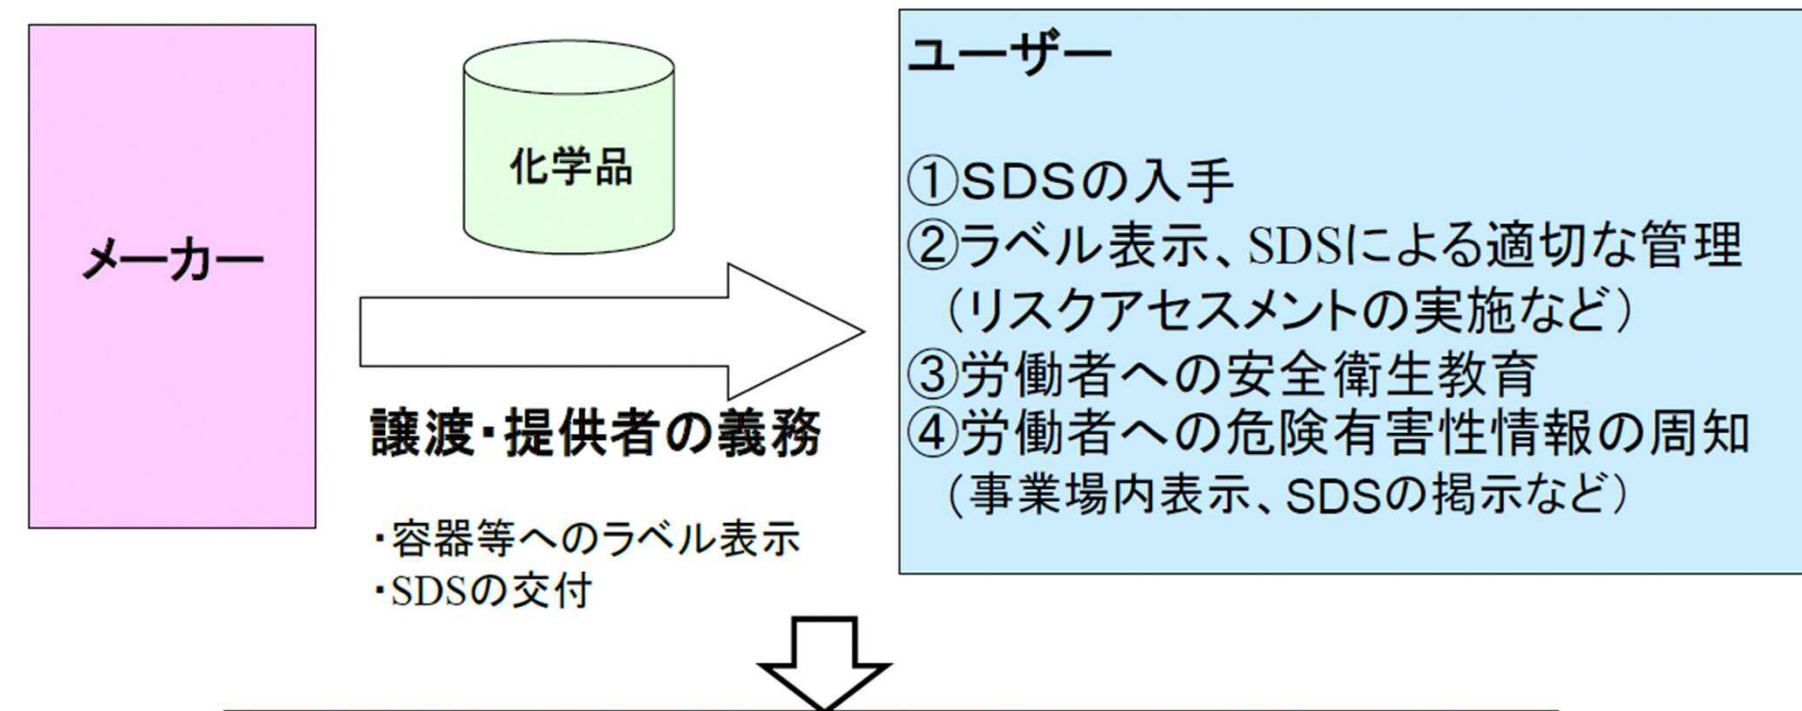 メーカー
化学品
譲渡・提供者の義務
・容器等へのラベル表示
・SDSの交付
ユーザー
①SDSの入手
②ラベル表示、SDSによる適切な管理
（リスクアセスメントの実施など）
③労働者への安全衛生教育
④労働者への危険有害性情報の周知
（事業場内表示、SDSの掲示など）